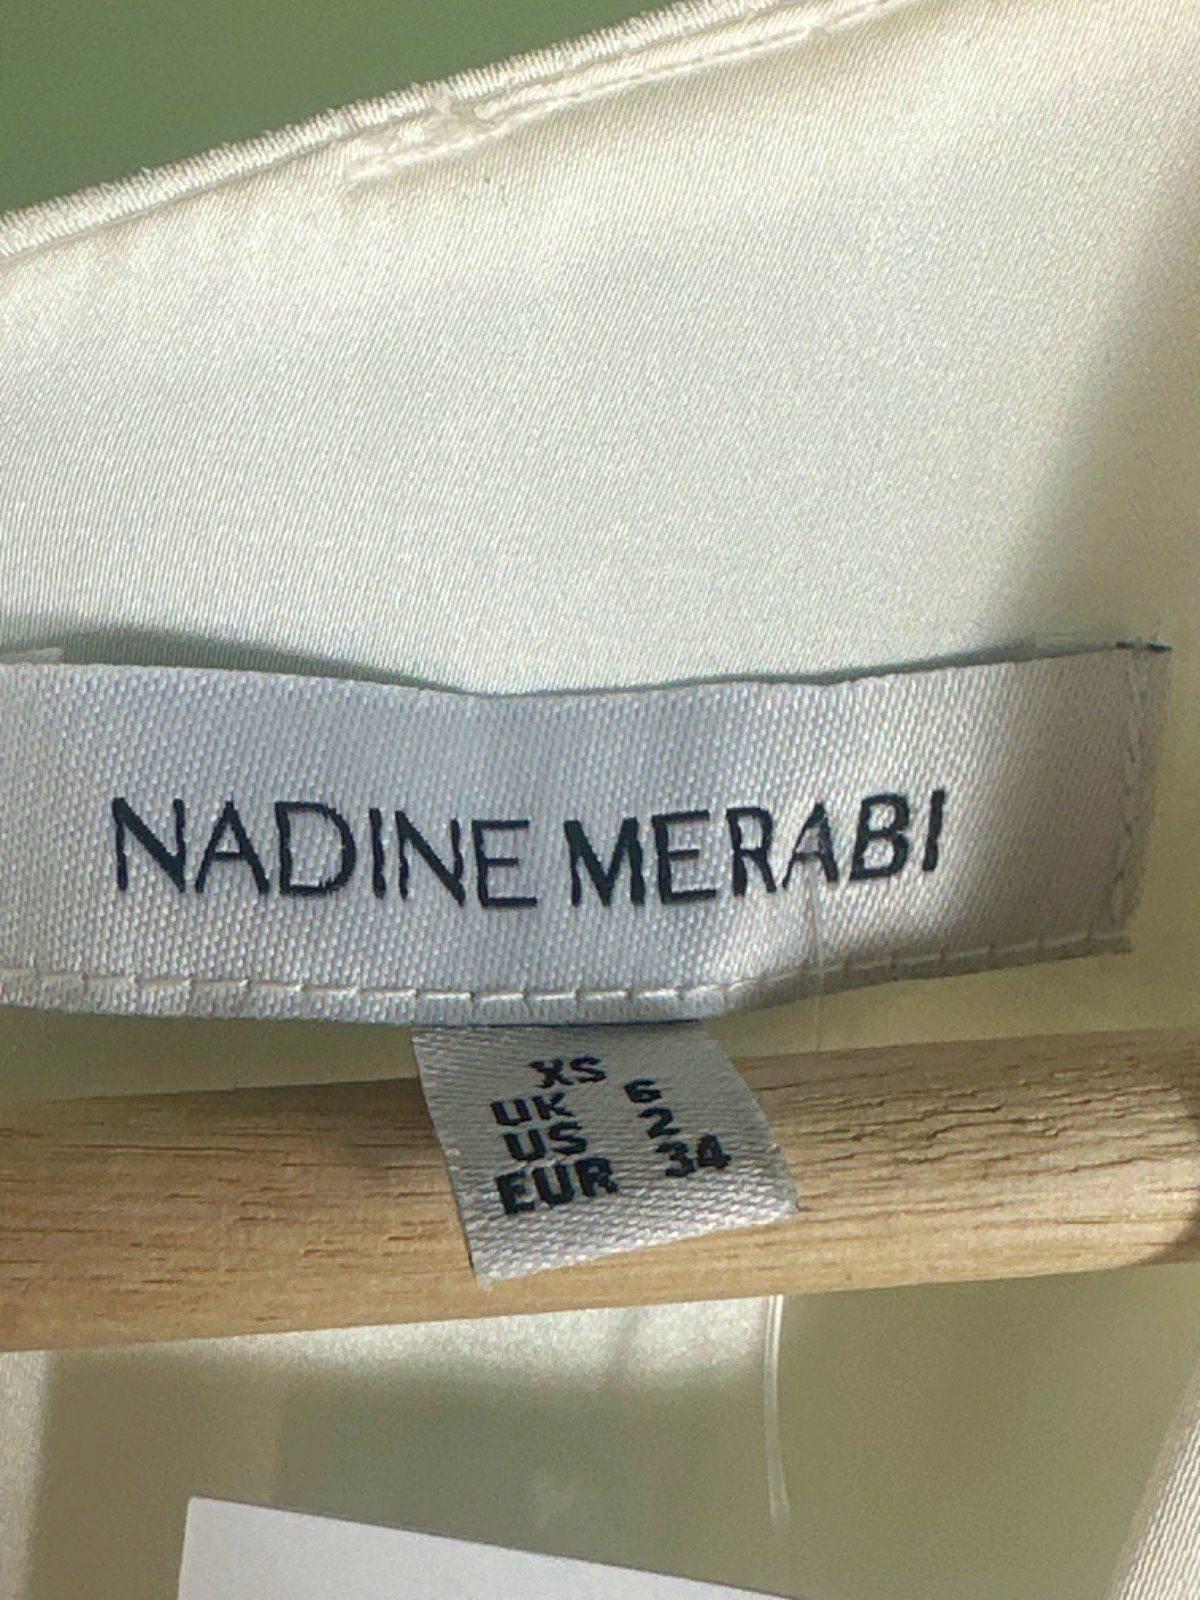 NADINE MERABI
XS
UK 6
US 2
EUR 34